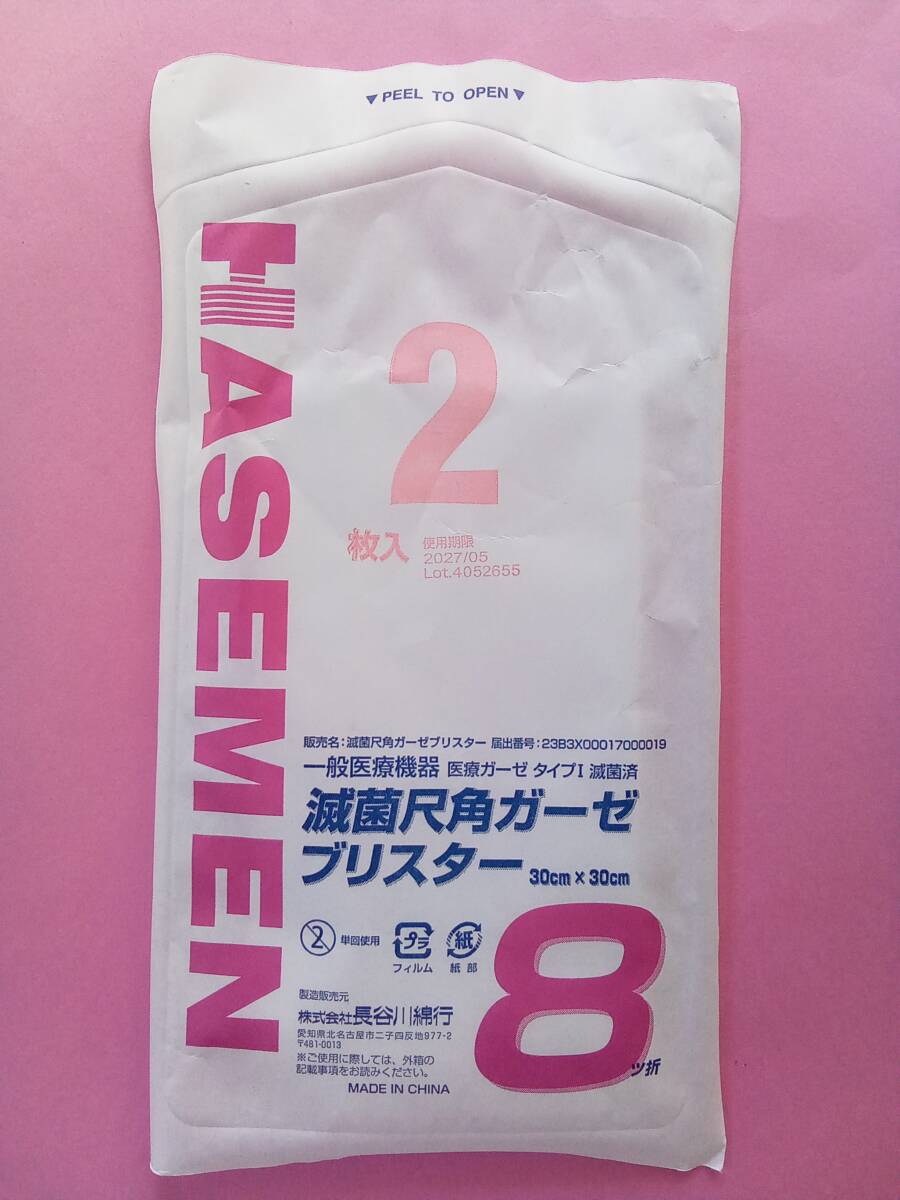 ▼PEEL TO OPEN▼
HASEMEN
2
枚入
使用期限
2027/05
Lot.4052655
販売名:滅菌尺角ガーゼブリスター 届出番号:23B3X00017000019
一般医療機器 医療ガーゼ タイプI 滅菌済
滅菌尺角ガーゼ
ブリスター 30cm×30cm
2 単回使用
プラ
フィルム
紙
紙部
8
ツ折
製造販売元
株式会社長谷川綿行
愛知県北名古屋市二子四反地977-2
〒481-0013
※ご使用に際しては、外箱の
記載事項をお読みください。
MADE IN CHINA